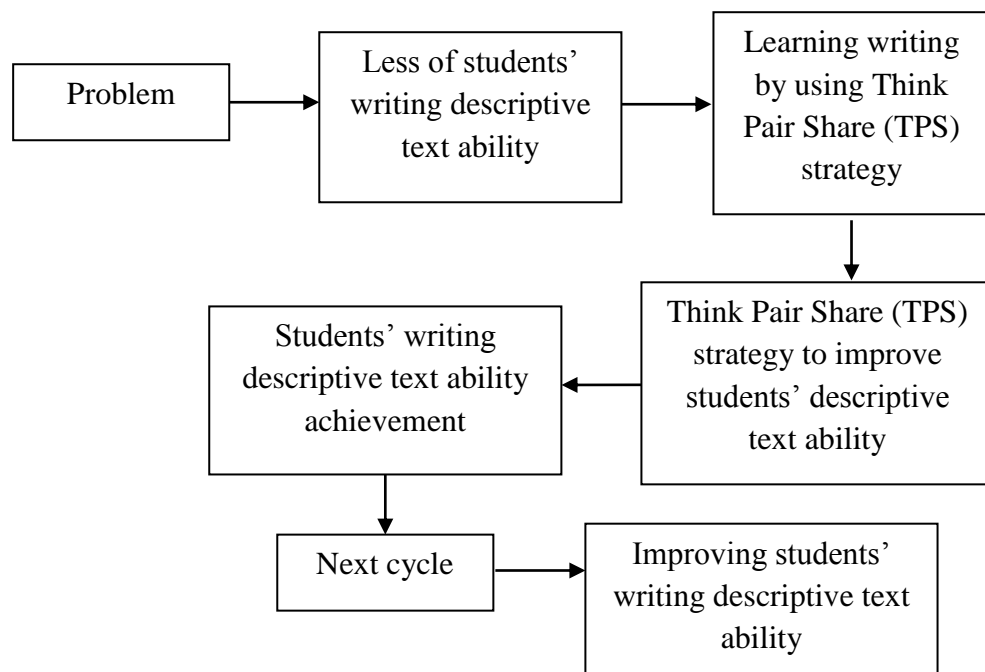 Problem
Less of students’
writing descriptive
text ability
Learning writing
by using Think
Pair Share (TPS)
strategy
Think Pair Share (TPS)
strategy to improve
students’ descriptive
text ability
Students’ writing
descriptive text ability
achievement
Next cycle
Improving students’
writing descriptive text
ability